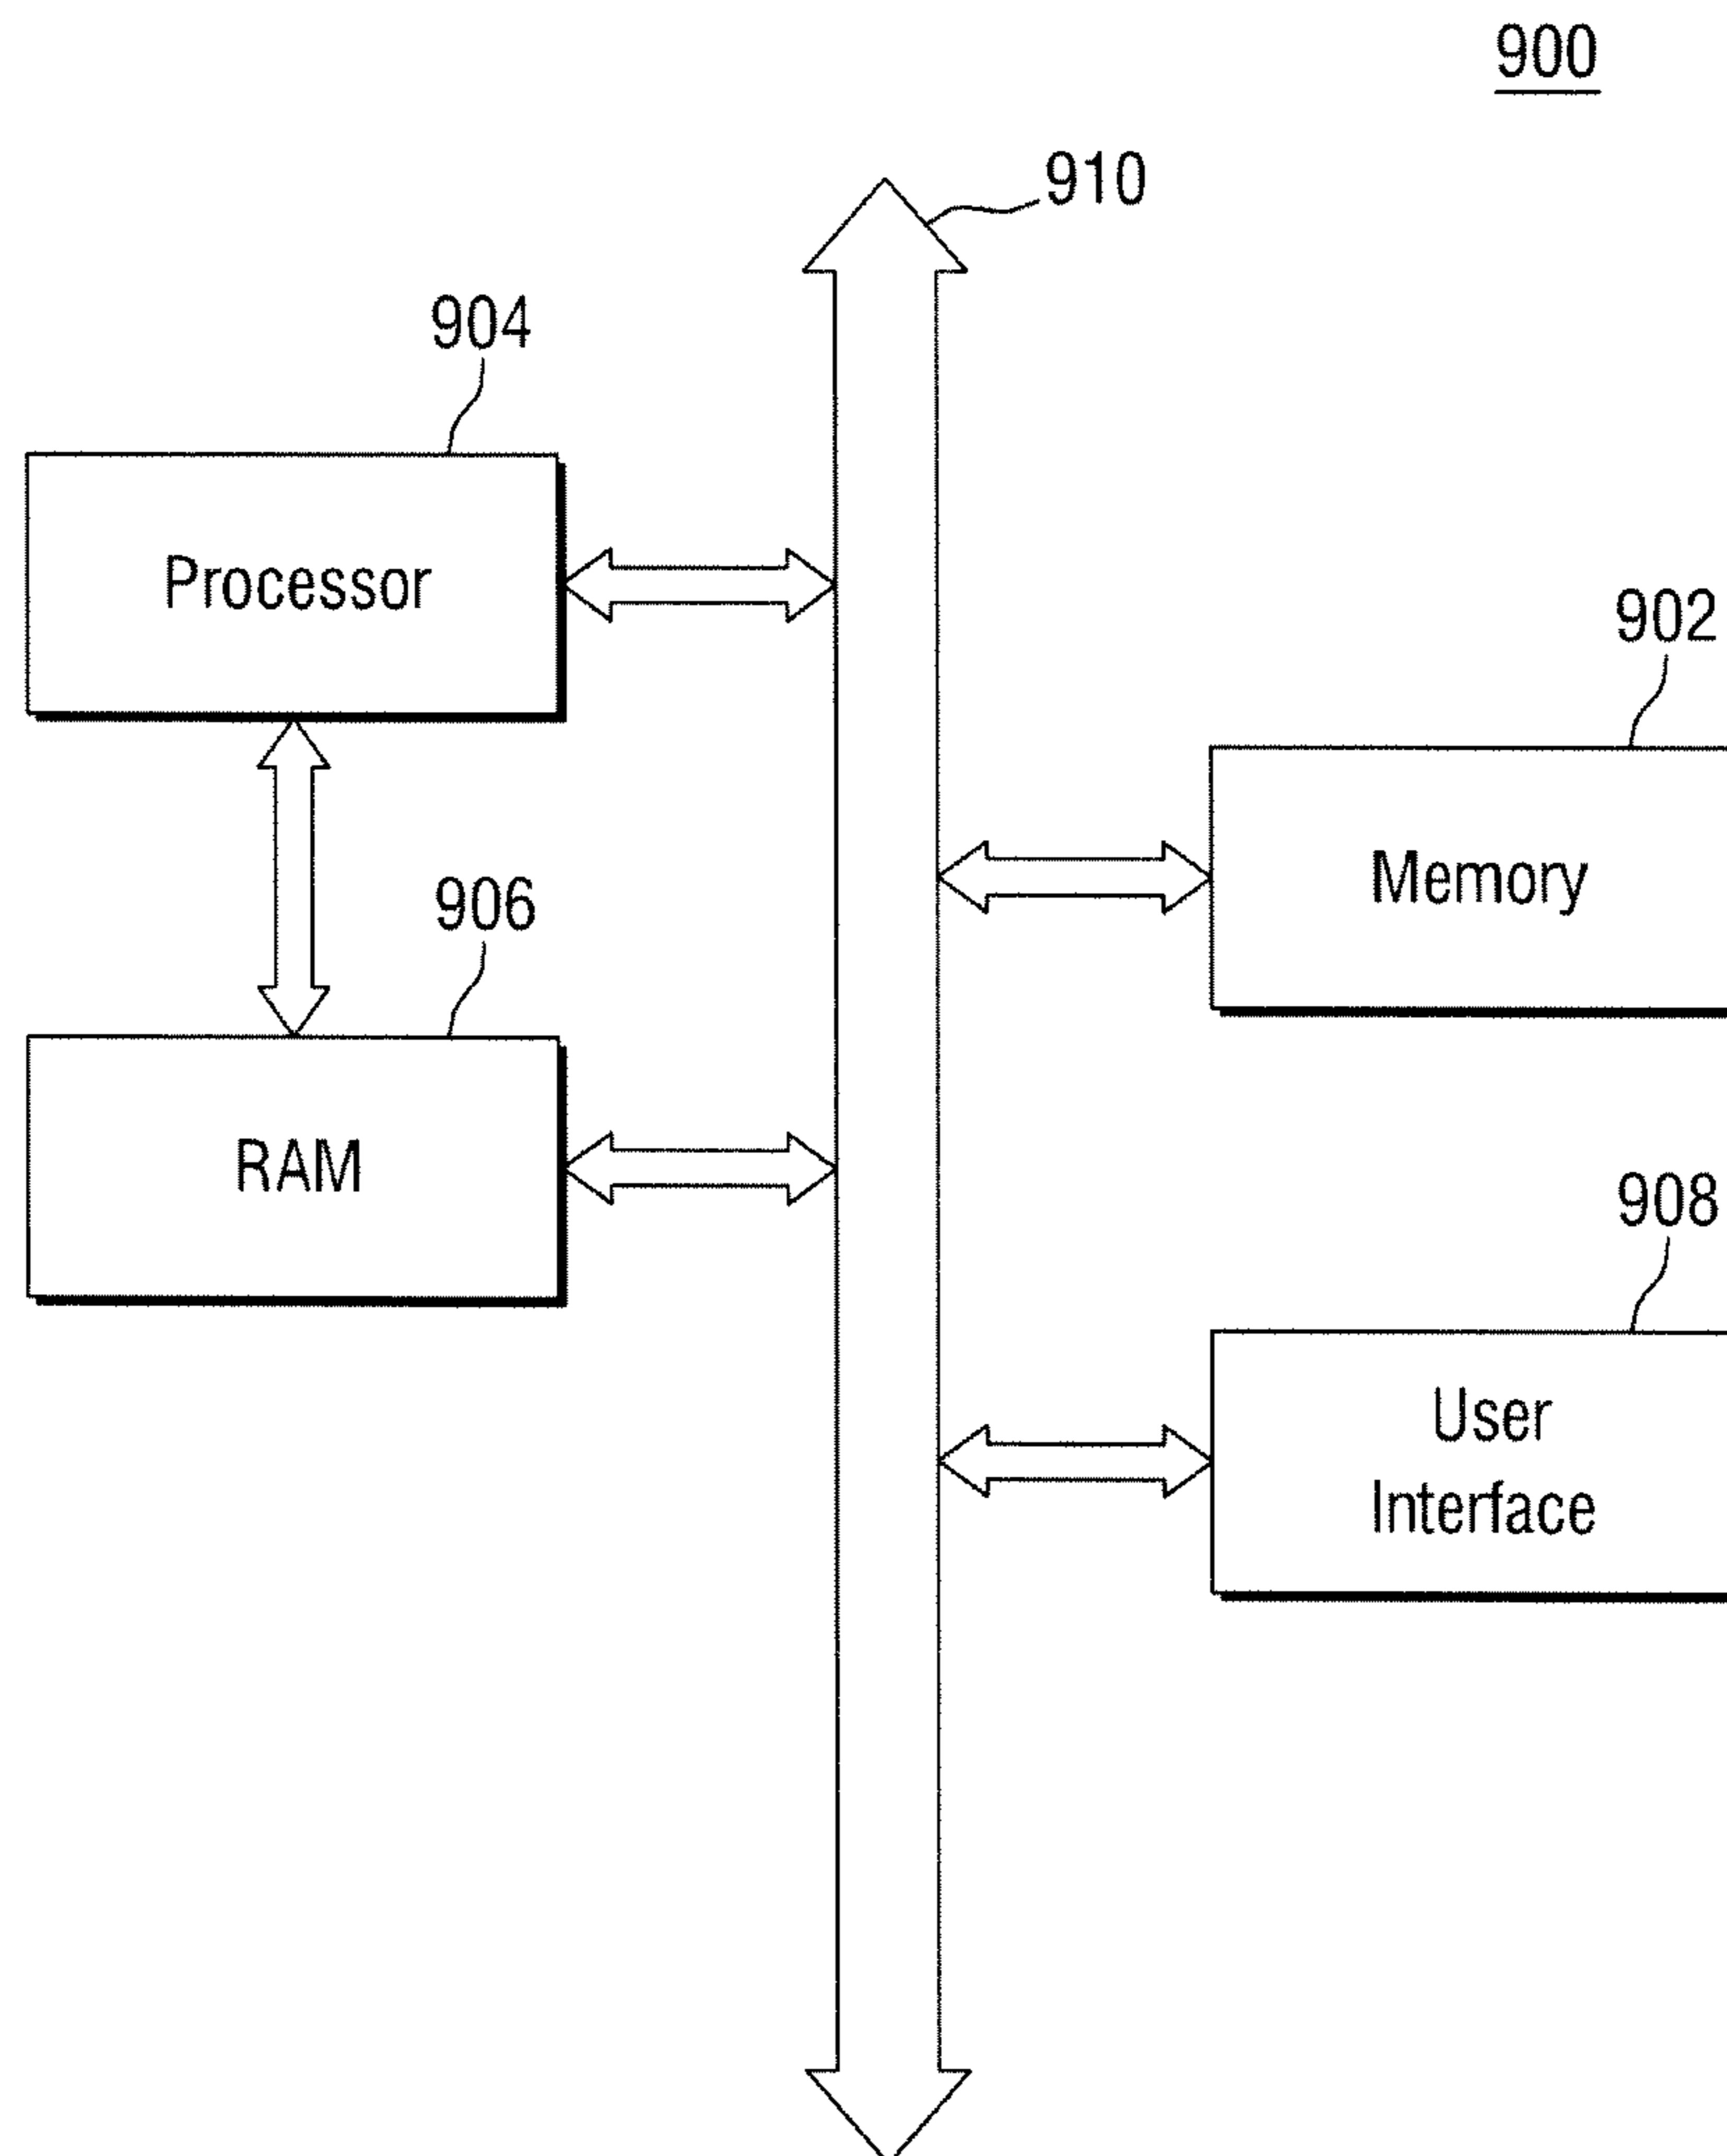 900
910
904
Processor
902
Memory
906
RAM
908
User
Interface